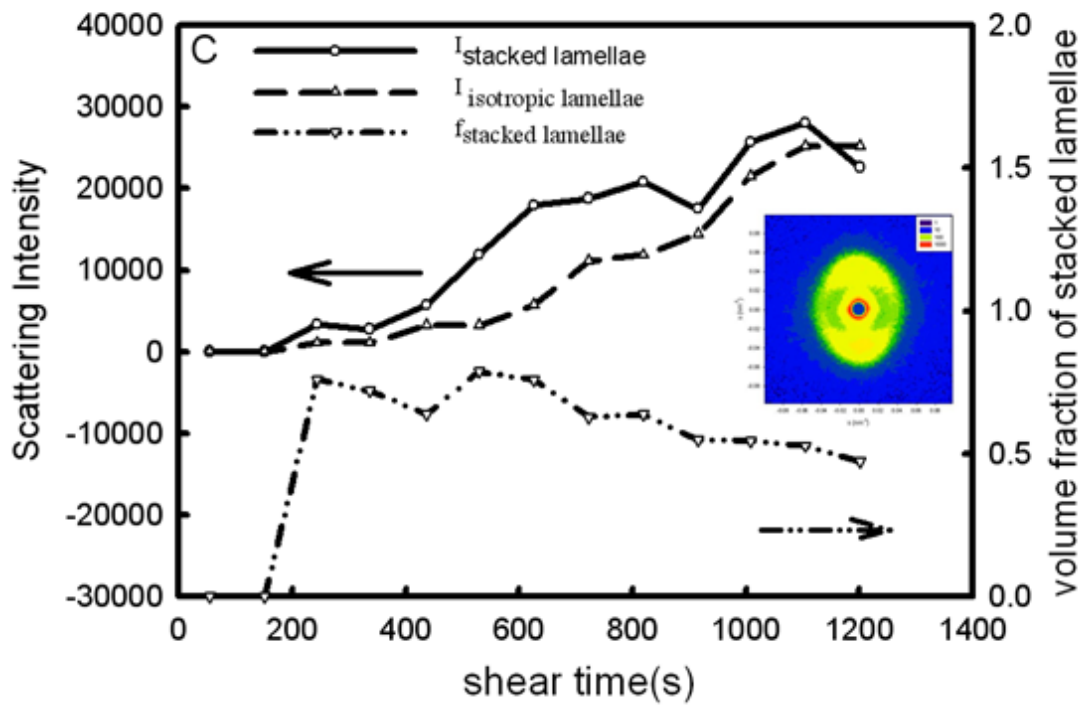 C
I stacked lamellae
I isotropic lamellae
f stacked lamellae
Scattering Intensity
40000
30000
20000
10000
0
-10000
-20000
-30000
2.0
1.5
1.0
0.5
0.0
volume fraction of stacked lamellae
0 200 400 600 800 1000 1200 1400
shear time(s)